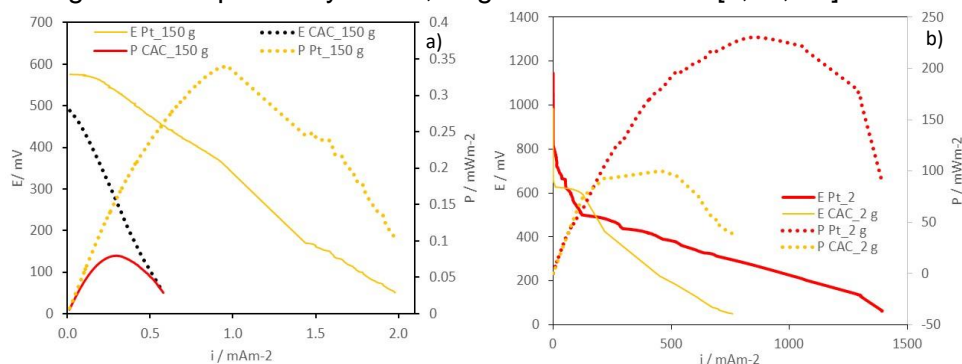 a)
E Pt_150 g
E CAC_150 g
P CAC_150 g
P Pt_150 g
E/ mV
700
600
500
400
300
200
100
0
P / mWm-2
0.4
0.35
0.3
0.25
0.2
0.15
0.1
0.05
0
0.0 0.5 1.0 1.5 2.0
i / mAm-2
b)
E / mV
1400
1200
1000
800
600
400
200
0
P / mWm-2
250
200
150
100
50
0
-50
E Pt_2
E CAC_2 g
P Pt_2 g
P CAC_2 g
0 500 1000 1500
i / mAm-2